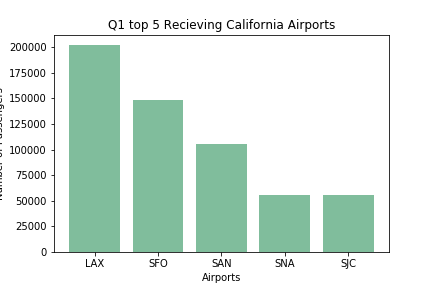 Q1 top 5 Recieving California Airports
Number of Passengers
200000
175000
150000
125000
100000
75000
50000
25000
0
LAX SFO SAN SNA SJC
Airports